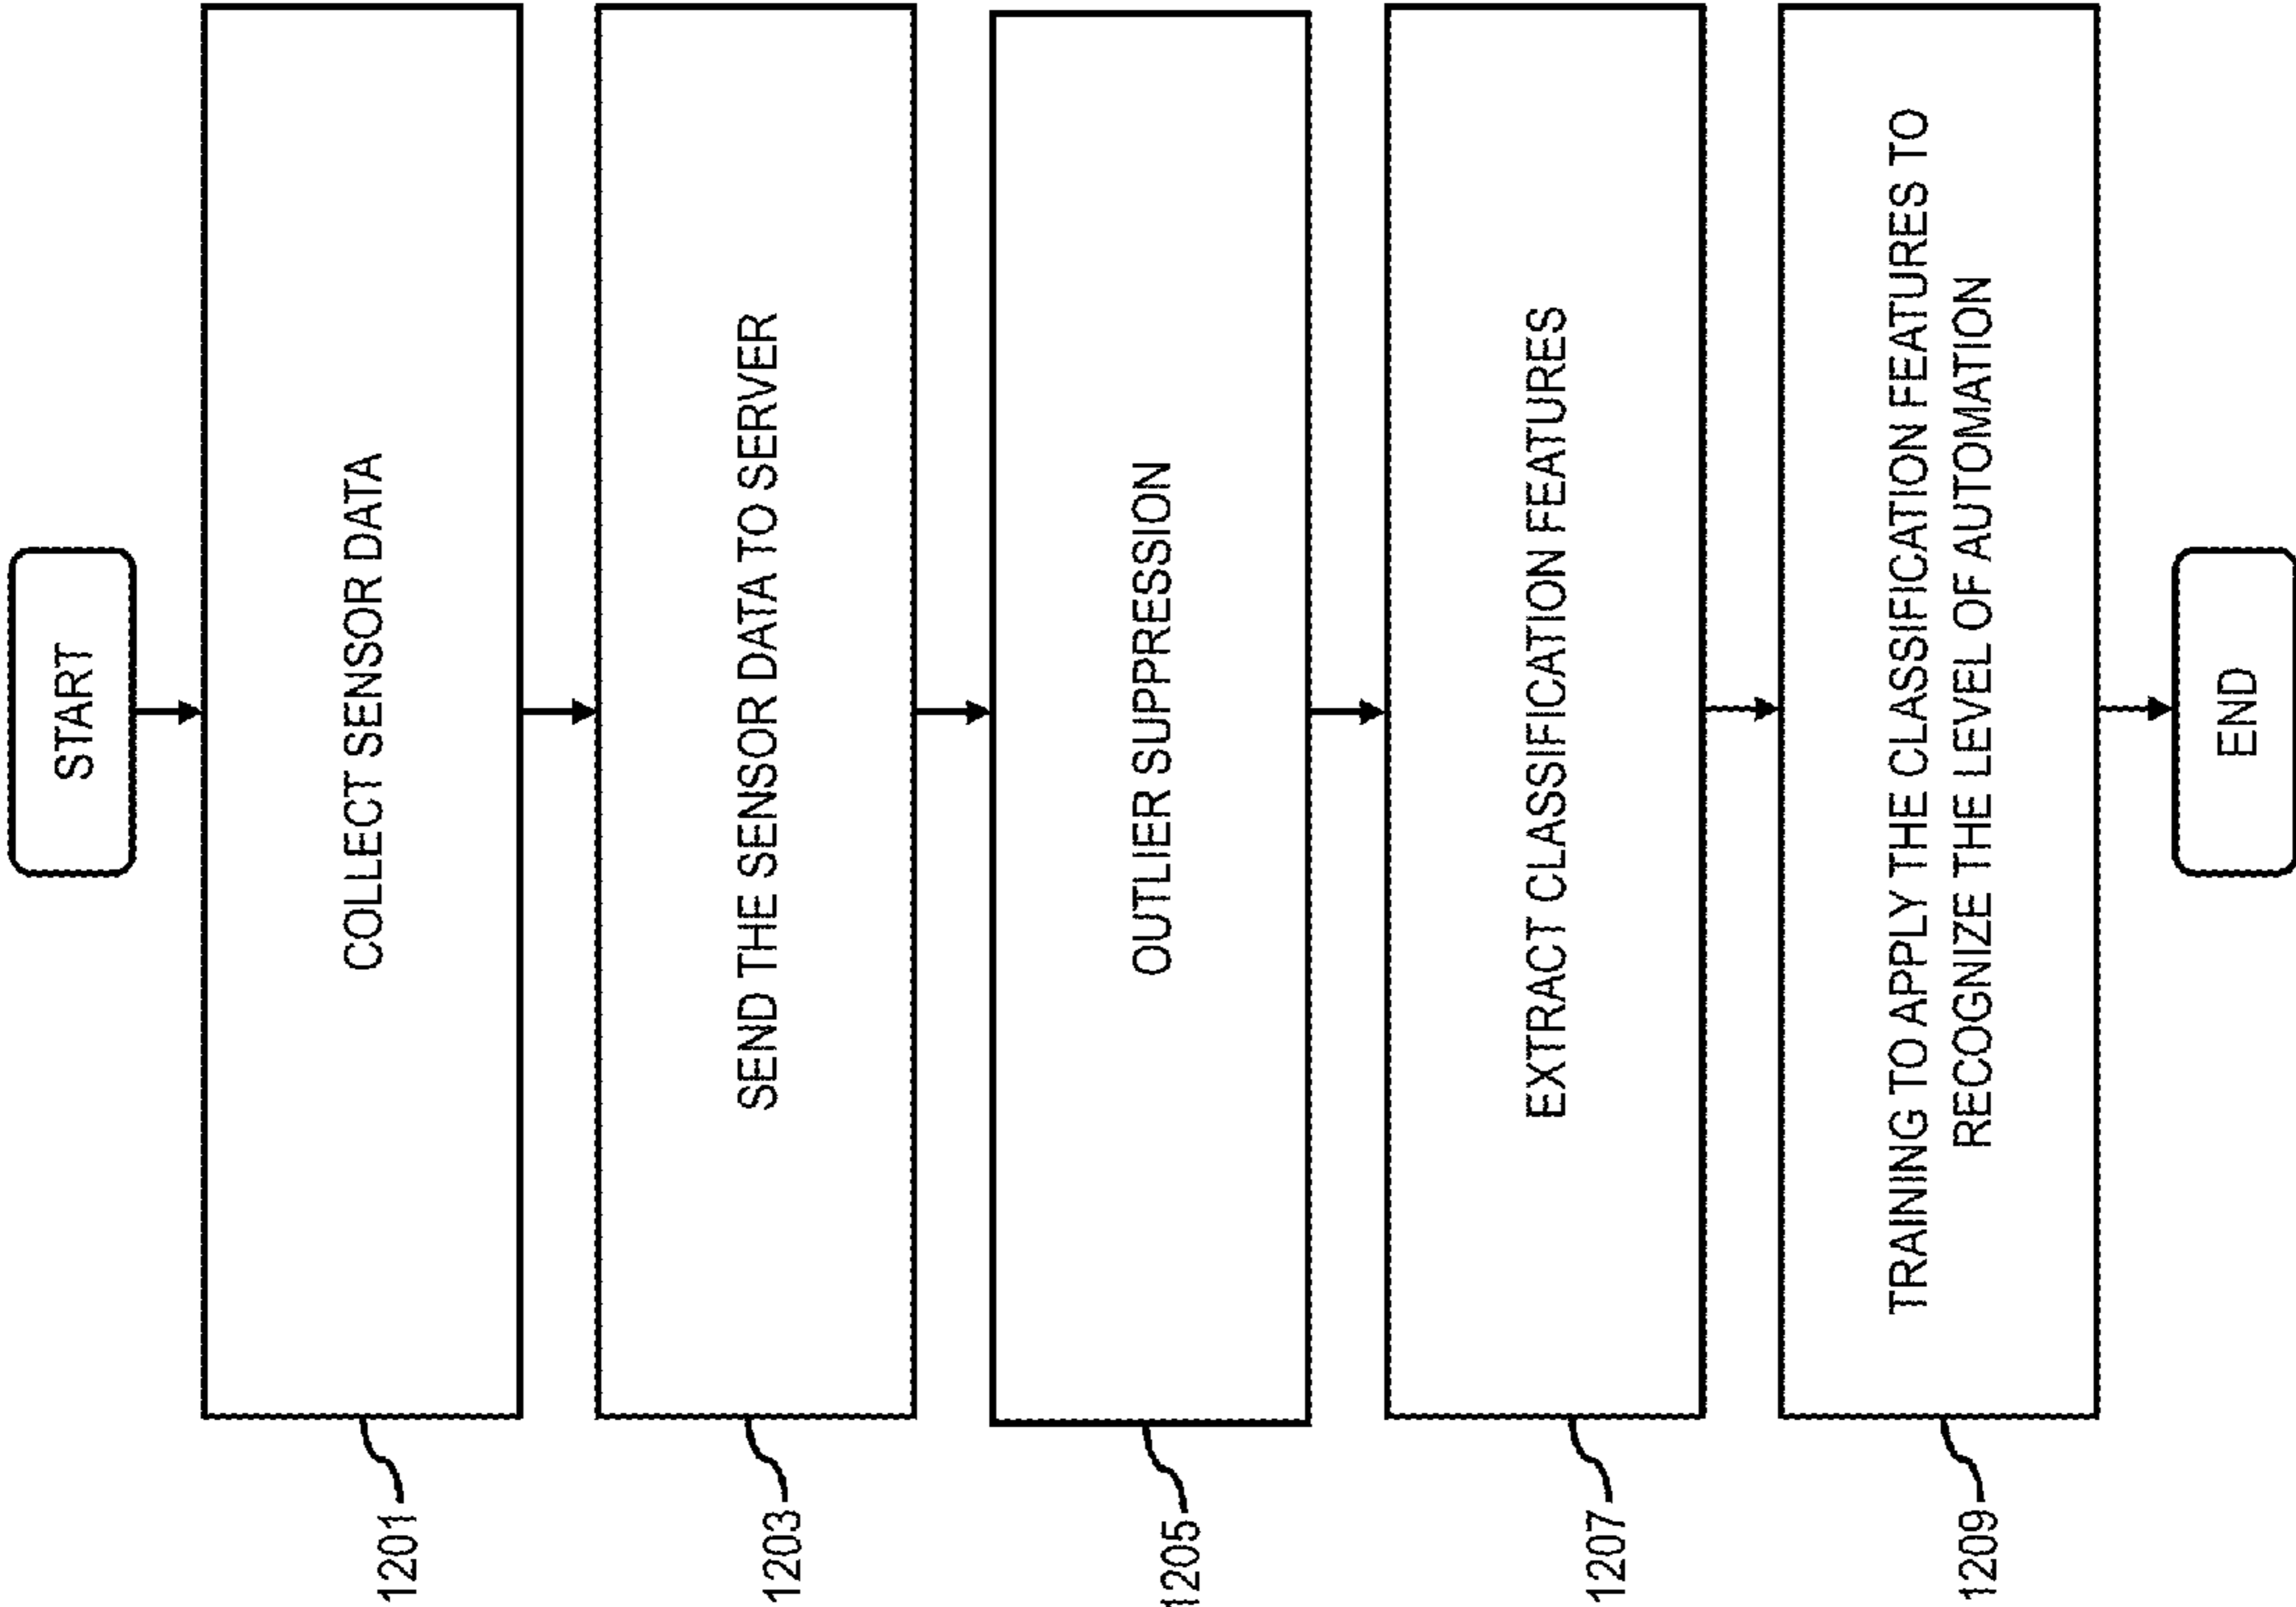 START
COLLECT SENSOR DATA
1201
SEND THE SENSOR DATA TO SERVER
1203
OUTLIER SUPPRESSION
1205
EXTRACT CLASSIFICATION FEATURES
1207
TRAINING TO APPLY THE CLASSIFICATION FEATURES TO
RECOGNIZE THE LEVEL OF AUTOMATION
1209
END